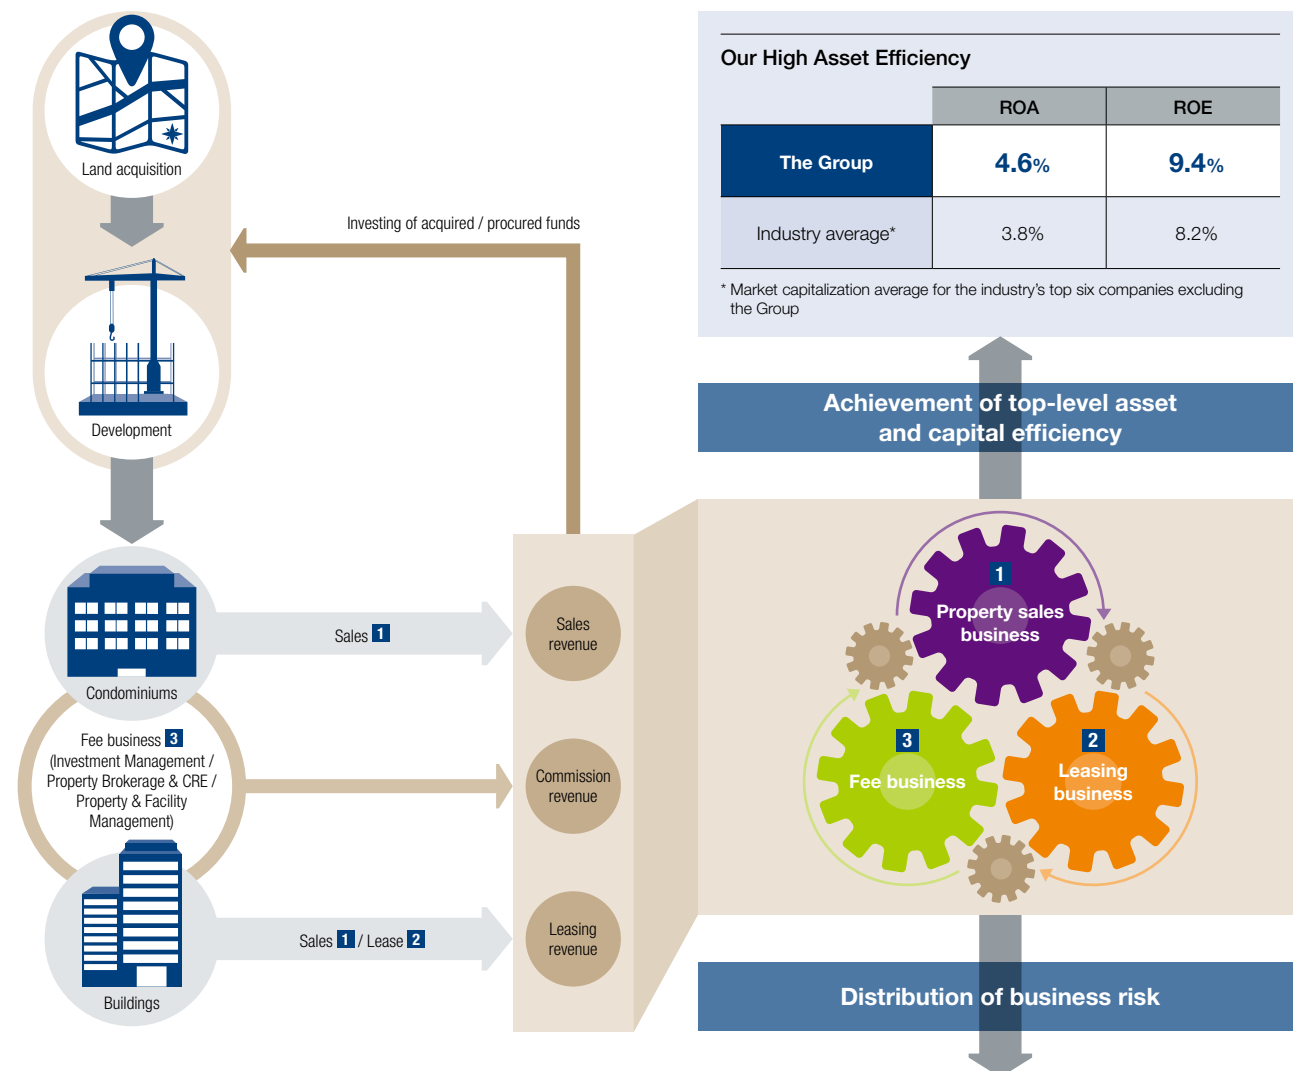 Land acquisition
Development
Investing of acquired / procured funds
Condominiums
Fee business 3
(Investment Management /
Property Brokerage & CRE /
Property & Facility
Management)
Buildings
Sales 1
Sales 1 / Lease 2
Sales
revenue
Commission
revenue
Leasing
revenue
Our High Asset Efficiency
ROA ROE
The Group 4.6% 9.4%
Industry average* 3.8% 8.2%
* Market capitalization average for the industry's top six companies excluding
the Group
Achievement of top-level asset
and capital efficiency
1
Property sales
business
3
Fee business
2
Leasing
business
Distribution of business risk